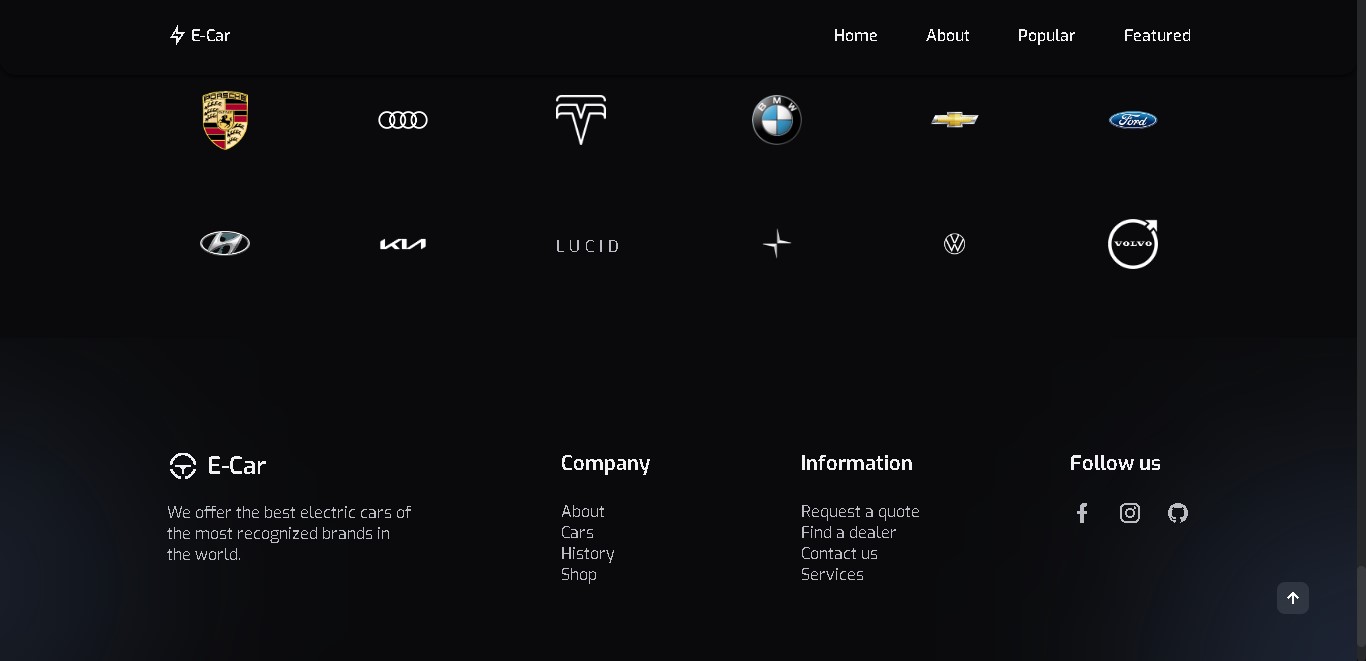 E-Car
Home
About
Popular
Featured
PORSCHE
BMW
Ford
KIA
LUCID
VOLVO
E-Car
We offer the best electric cars of
the most recognized brands in
the world.
Company
About
Cars
History
Shop
Information
Request a quote
Find a dealer
Contact us
Services
Follow us